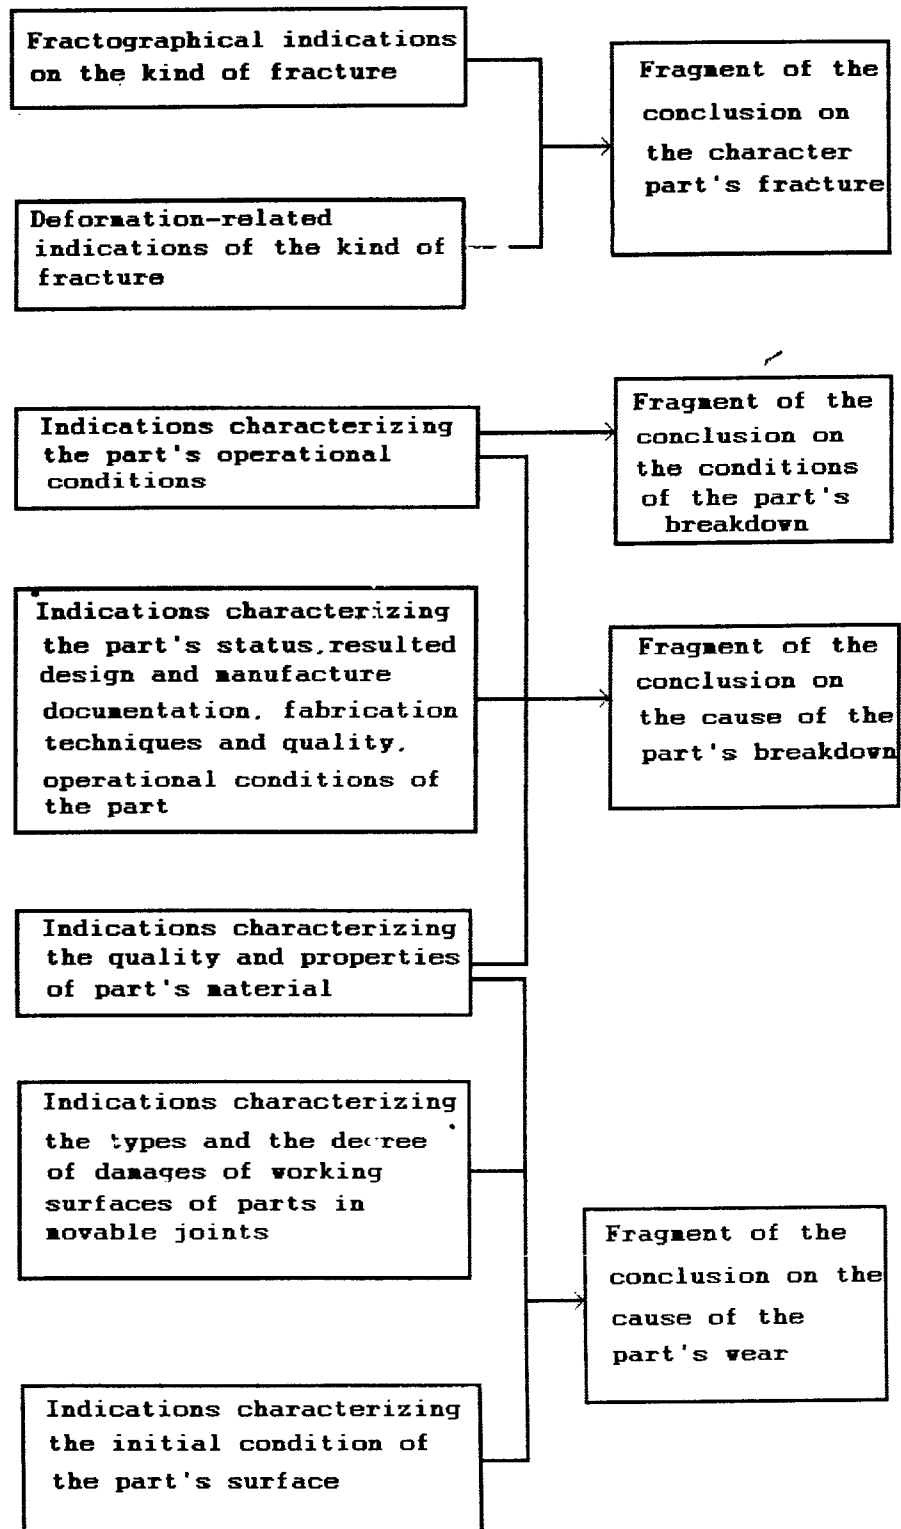 Fractographical indications
on the kind of fracture
Fragment of the
conclusion on
the character
part's fracture
Deformation-related
indications of the kind of
fracture
Indications characterizing
the part's operational
conditions
Fragment of the
conclusion on
the conditions
of the part's
breakdown
Indications characterizing
the part's status,resulted
design and manufacture
documentation, fabrication
techniques and quality,
operational conditions of
the part
Fragment of the
conclusion on
the cause of the
part's breakdown
Indications characterizing
the quality and properties
of part's material
Indications characterizing
the types and the degree
of damages of working
surfaces of parts in
movable joints
Fragment of the
conclusion on the
cause of the
part's wear
Indications characterizing
the initial condition of
the part's surface